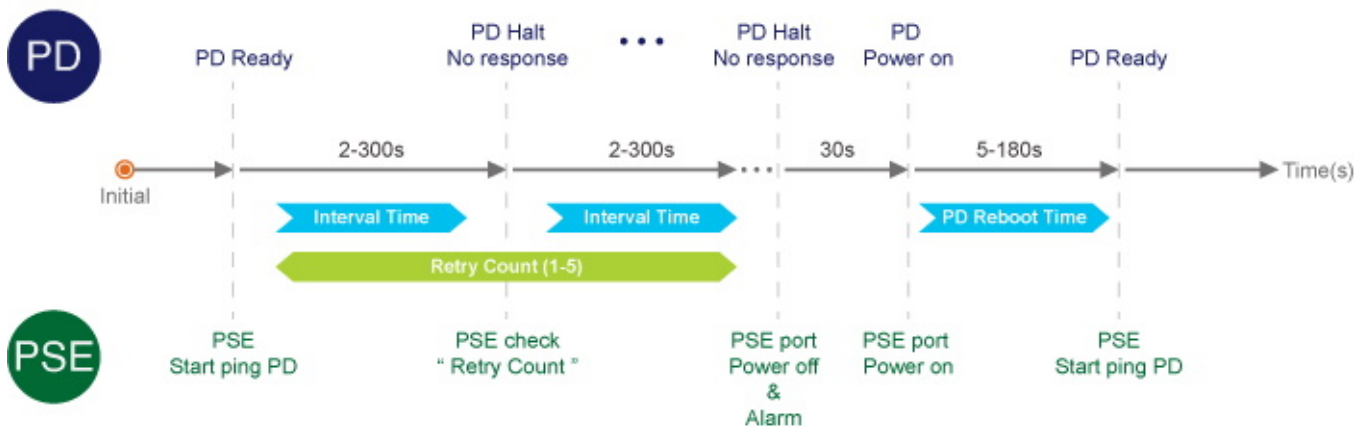 PD
PD Ready
PD Halt
No response
• • •
PD Halt
No response
PD
Power on
PD Ready
2-300s
2-300s
30s
5-180s
Time(s)
Initial
Interval Time
Interval Time
PD Reboot Time
Retry Count (1-5)
PSE
PSE
Start ping PD
PSE check
“ Retry Count ”
PSE port
Power off
&
Alarm
PSE port
Power on
PSE
Start ping PD